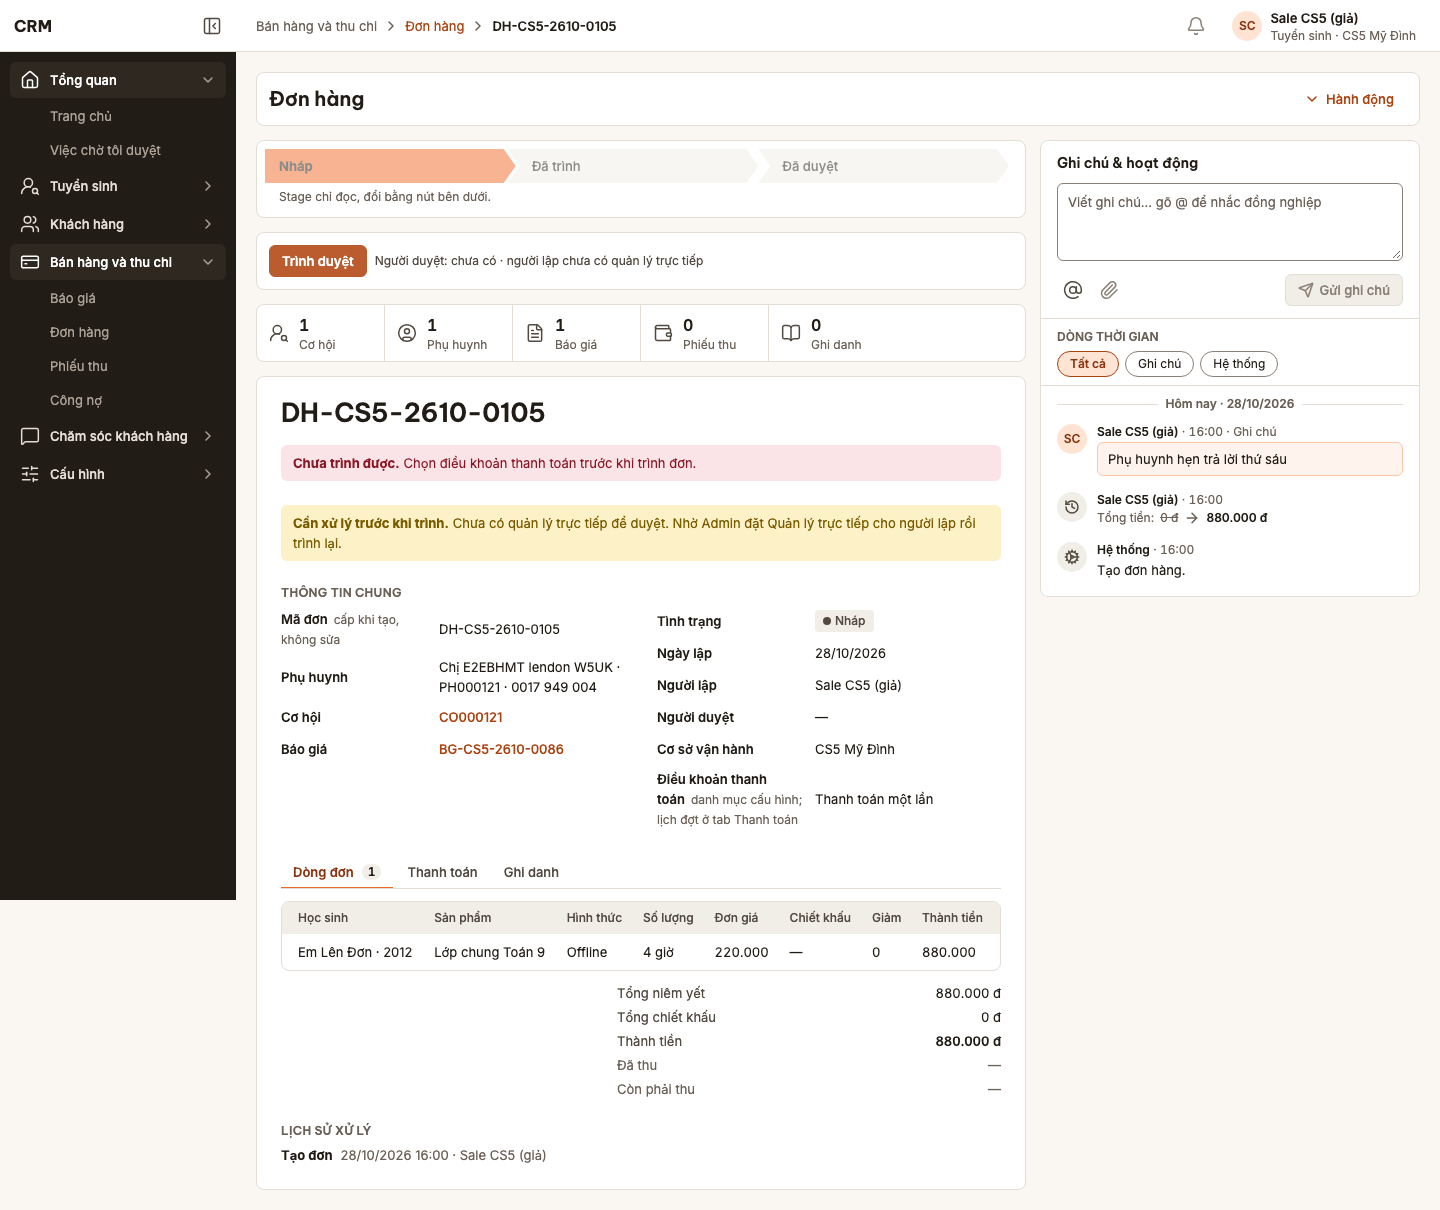 CRM
Bán hàng và thu chi > Đơn hàng > DH-CS5-2610-0105
SC
Sale CS5 (giả)
Tuyển sinh · CS5 Mỹ Đình
Tổng quan
Trang chủ
Việc chờ tôi duyệt
Tuyển sinh
Khách hàng
Bán hàng và thu chi
Báo giá
Đơn hàng
Phiếu thu
Công nợ
Chăm sóc khách hàng
Cấu hình
Đơn hàng
Hành động
Nháp
Đã trình
Đã duyệt
Stage chỉ đọc, đổi bằng nút bên dưới.
Trình duyệt
Người duyệt: chưa có · người lập chưa có quản lý trực tiếp
1 Cơ hội
1 Phụ huynh
1 Báo giá
0 Phiếu thu
0 Ghi danh
DH-CS5-2610-0105
Chưa trình được. Chọn điều khoản thanh toán trước khi trình đơn.
Cần xử lý trước khi trình. Chưa có quản lý trực tiếp để duyệt. Nhờ Admin đặt Quản lý trực tiếp cho người lập rồi
trình lại.
THÔNG TIN CHUNG
Mã đơn cấp khi tạo,
không sửa
DH-CS5-2610-0105
Phụ huynh
Chị E2EBHMT lendon W5UK ·
PH000121 · 0017 949 004
Cơ hội CO000121
Báo giá BG-CS5-2610-0086
Tình trạng Nháp
Ngày lập 28/10/2026
Người lập Sale CS5 (giả)
Người duyệt —
Cơ sở vận hành CS5 Mỹ Đình
Điều khoản thanh
toán danh mục cấu hình;
lịch đợt ở tab Thanh toán
Thanh toán một lần
Dòng đơn 1 Thanh toán Ghi danh
Học sinh Sản phẩm Hình thức Số lượng Đơn giá Chiết khấu Giảm Thành tiền
Em Lên Đơn · 2012 Lớp chung Toán 9 Offline 4 giờ 220.000 — 0 880.000
Tổng niêm yết 880.000 đ
Tổng chiết khấu 0 đ
Thành tiền 880.000 đ
Đã thu —
Còn phải thu —
LỊCH SỬ XỬ LÝ
Tạo đơn 28/10/2026 16:00 · Sale CS5 (giả)
Ghi chú & hoạt động
Viết ghi chú... gõ @ để nhắc đồng nghiệp
Gửi ghi chú
DÒNG THỜI GIAN
Tất cả Ghi chú Hệ thống
Hôm nay · 28/10/2026
SC
Sale CS5 (giả) · 16:00 · Ghi chú
Phụ huynh hẹn trả lời thứ sáu
Sale CS5 (giả) · 16:00
Tổng tiền: 0 đ → 880.000 đ
Hệ thống · 16:00
Tạo đơn hàng.